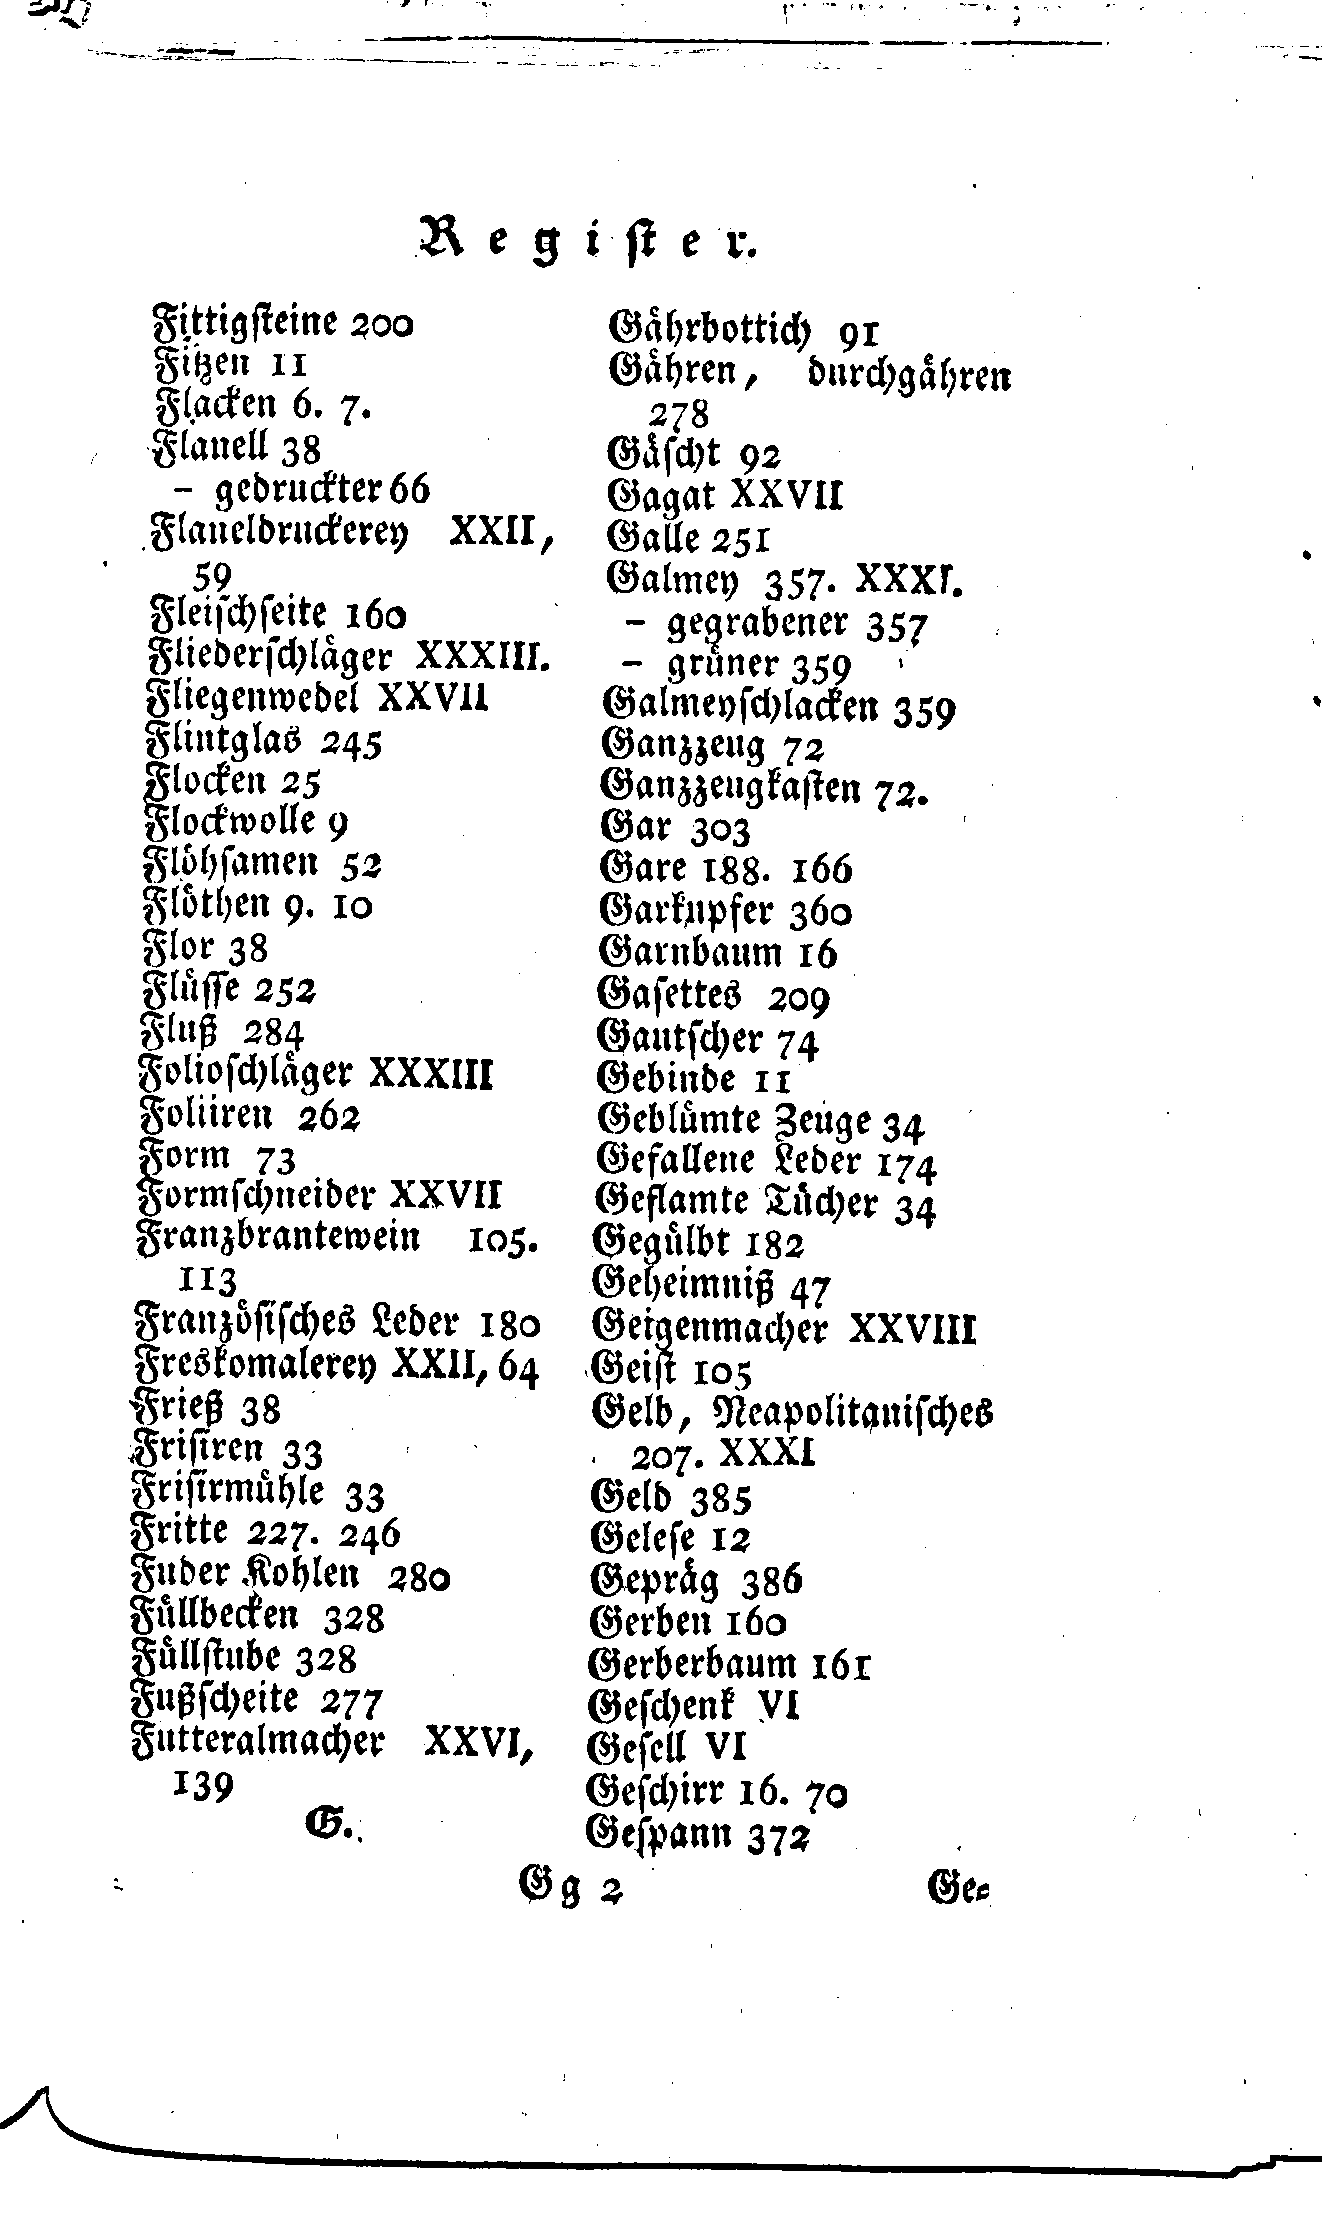 Regiſter.
Fittigſteine 200
Fitzen 11
Flacken 6. 7.
Flanell 38
– gedruckter 66
Flaneldruckerey XXII,
59
Fleiſchſeite 160
Fliederſchläger XXXIII.
Fliegenwedel XXVII
Flintglas 245
Flocken 25
Flockwolle 9
Flöhſamen 52
Flöthen 9. 10
Flor 38
Flüſſe 252
Fluß 284
Folioſchläger XXXIII
Foliiren 262
Form 73
Formſchneider XXVII
Franzbrantewein 105.
113
Franzöſiſches Leder 180
Freskomalerey XXII, 64
Frieß 38
Friſiren 33
Friſirmühle 33
Fritte 227. 246
Fuder Kohlen 280
Füllbecken 328
Füllſtube 328
Fußſcheite 277
Futteralmacher XXVI,
139
G.
Gährbottich 91
Gähren, durchgähren
278
Gäſcht 92
Gagat XXVII
Galle 251
Galmey 357. XXXI.
– gegrabener 357
– grüner 359
Galmeyſchlacken 359
Ganzzeug 72
Ganzzeugkaſten 72.
Gar 303
Gare 188. 166
Garkupfer 360
Garnbaum 16
Gaſettes 209
Gautſcher 74
Gebinde 11
Geblümte Zeuge 34
Gefallene Leder 174
Geflamte Tücher 34
Gegülbt 182
Geheimniß 47
Geigenmacher XXVIII
Geiſt 105
Gelb, Neapolitaniſches
207. XXXI
Geld 385
Geleſe 12
Gepräg 386
Gerben 160
Gerberbaum 161
Geſchenk VI
Geſell VI
Geſchirr 16. 70
Geſpann 372
Gg 2
Ge⸗